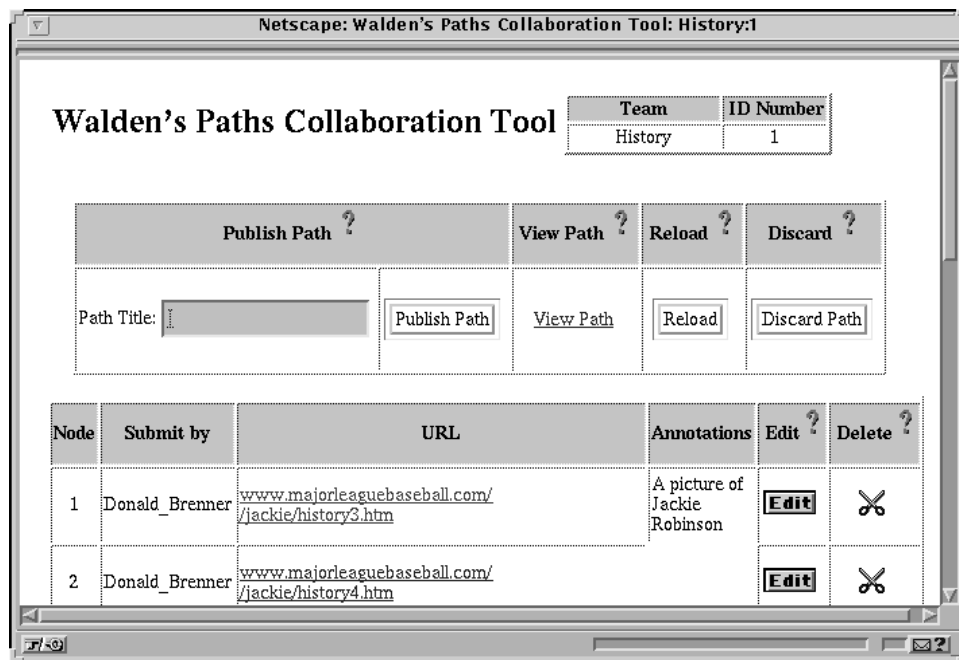 Netscape: Walden's Paths Collaboration Tool: History:1
Walden's Paths Collaboration Tool
Team ID Number
History 1
Publish Path ? View Path ? Reload ? Discard ?
Path Title: Publish Path View Path Reload Discard Path
Node Submit by URL Annotations Edit ? Delete ?
1 Donald_Brenner www.majorleaguebaseball.com/
/jackie/history3.htm
A picture of
Jackie
Robinson
Edit
2 Donald_Brenner www.majorleaguebaseball.com/
/jackie/history4.htm
Edit
?